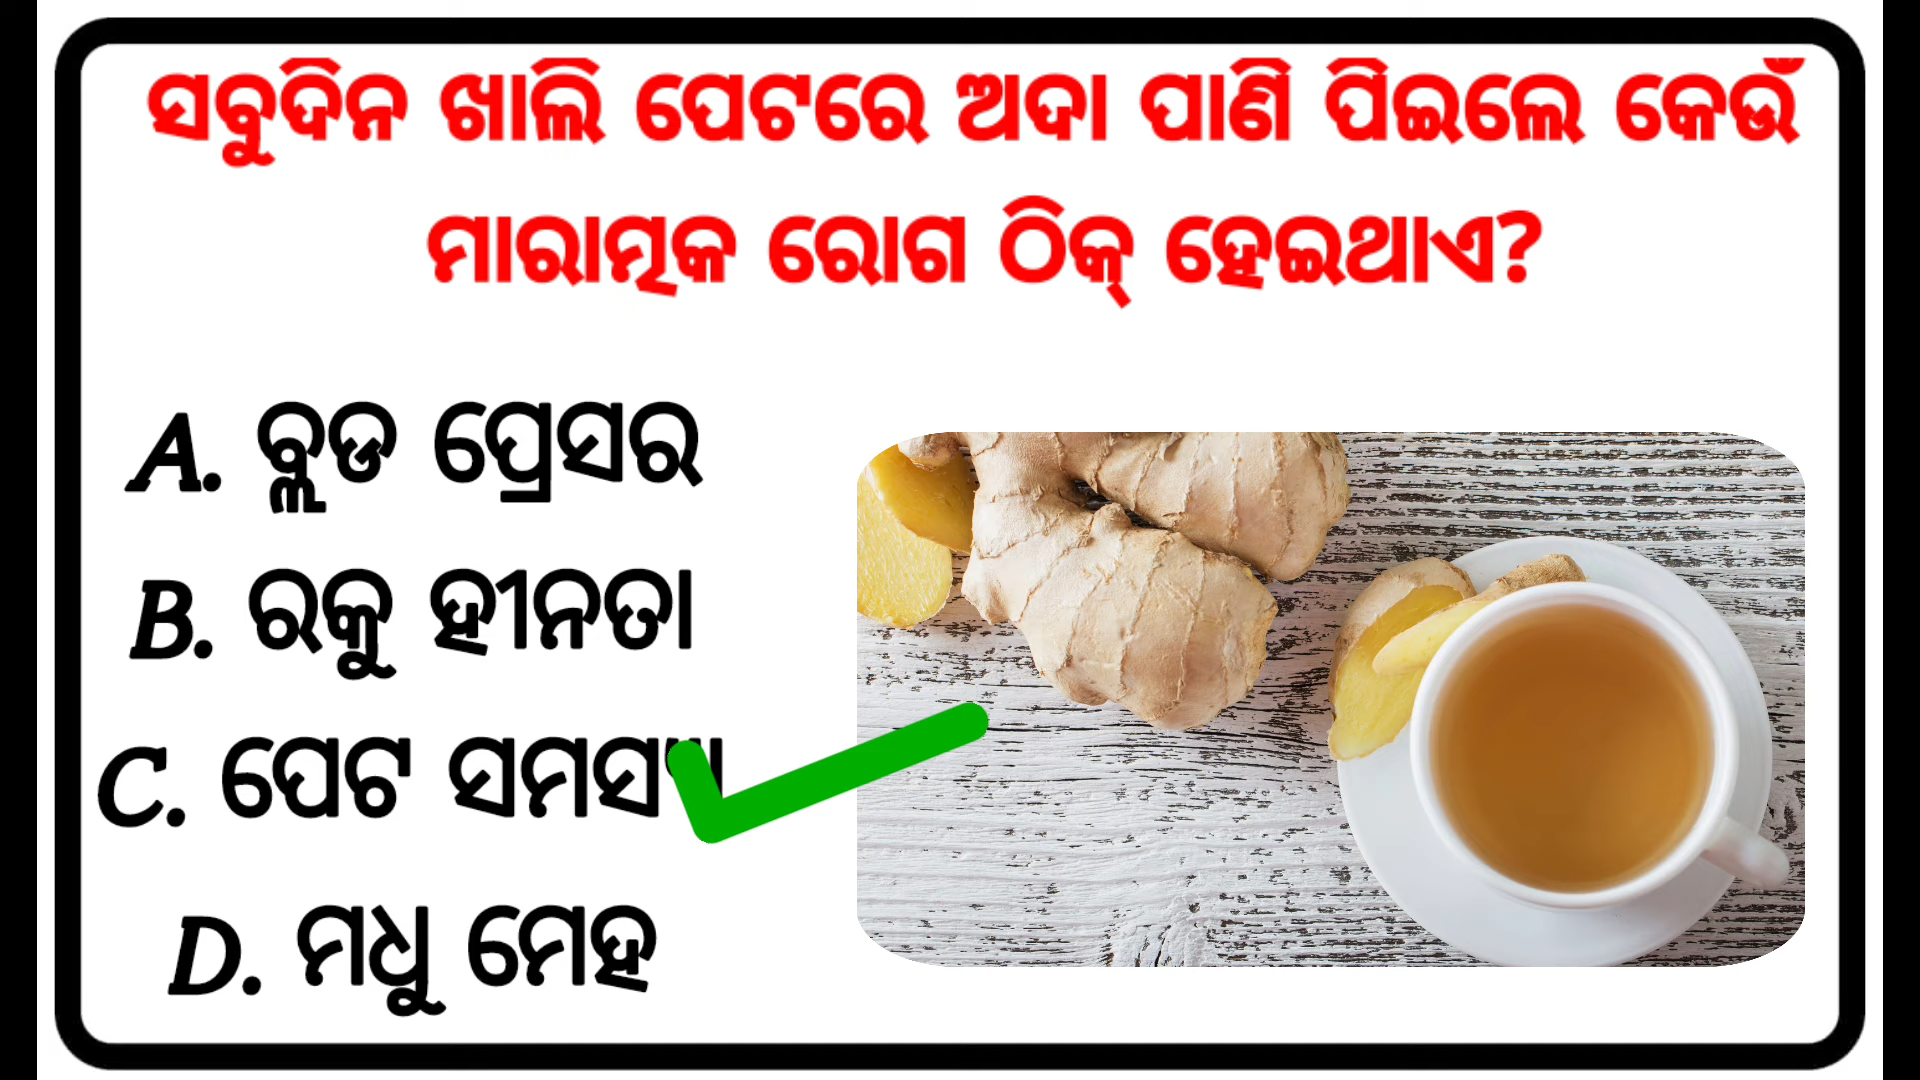 ସବୁଦିନ ଖାଲି ପେଟରେ ଅଦା ପାଣି ପିଇଲେ କେଉଁ
ମାରାତ୍ମକ ରୋଗ ଠିକ୍ ହେଇଥାଏ?
A. ବ୍ଲଡ ପ୍ରେସର
B. ରକୁ ହୀନତା
C. ପେଟ ସମସ୍ୟା
D. ମଧୁ ମେହ